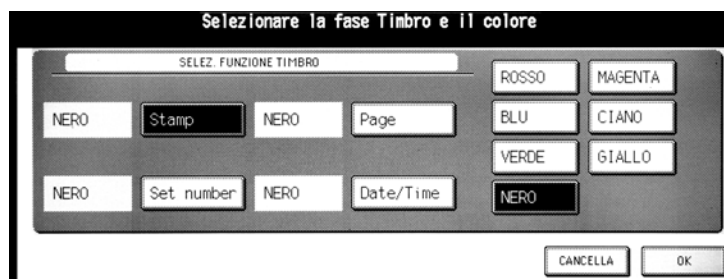 Selezionare la fase Timbro e il colore
SELEZ. FUNZIONE TIMBRO
ROSSO MAGENTA
NERO Stamp NERO Page BLU CIANO
VERDE GIALLO
NERO Set number NERO Date/Time NERO
CANCELLA OK